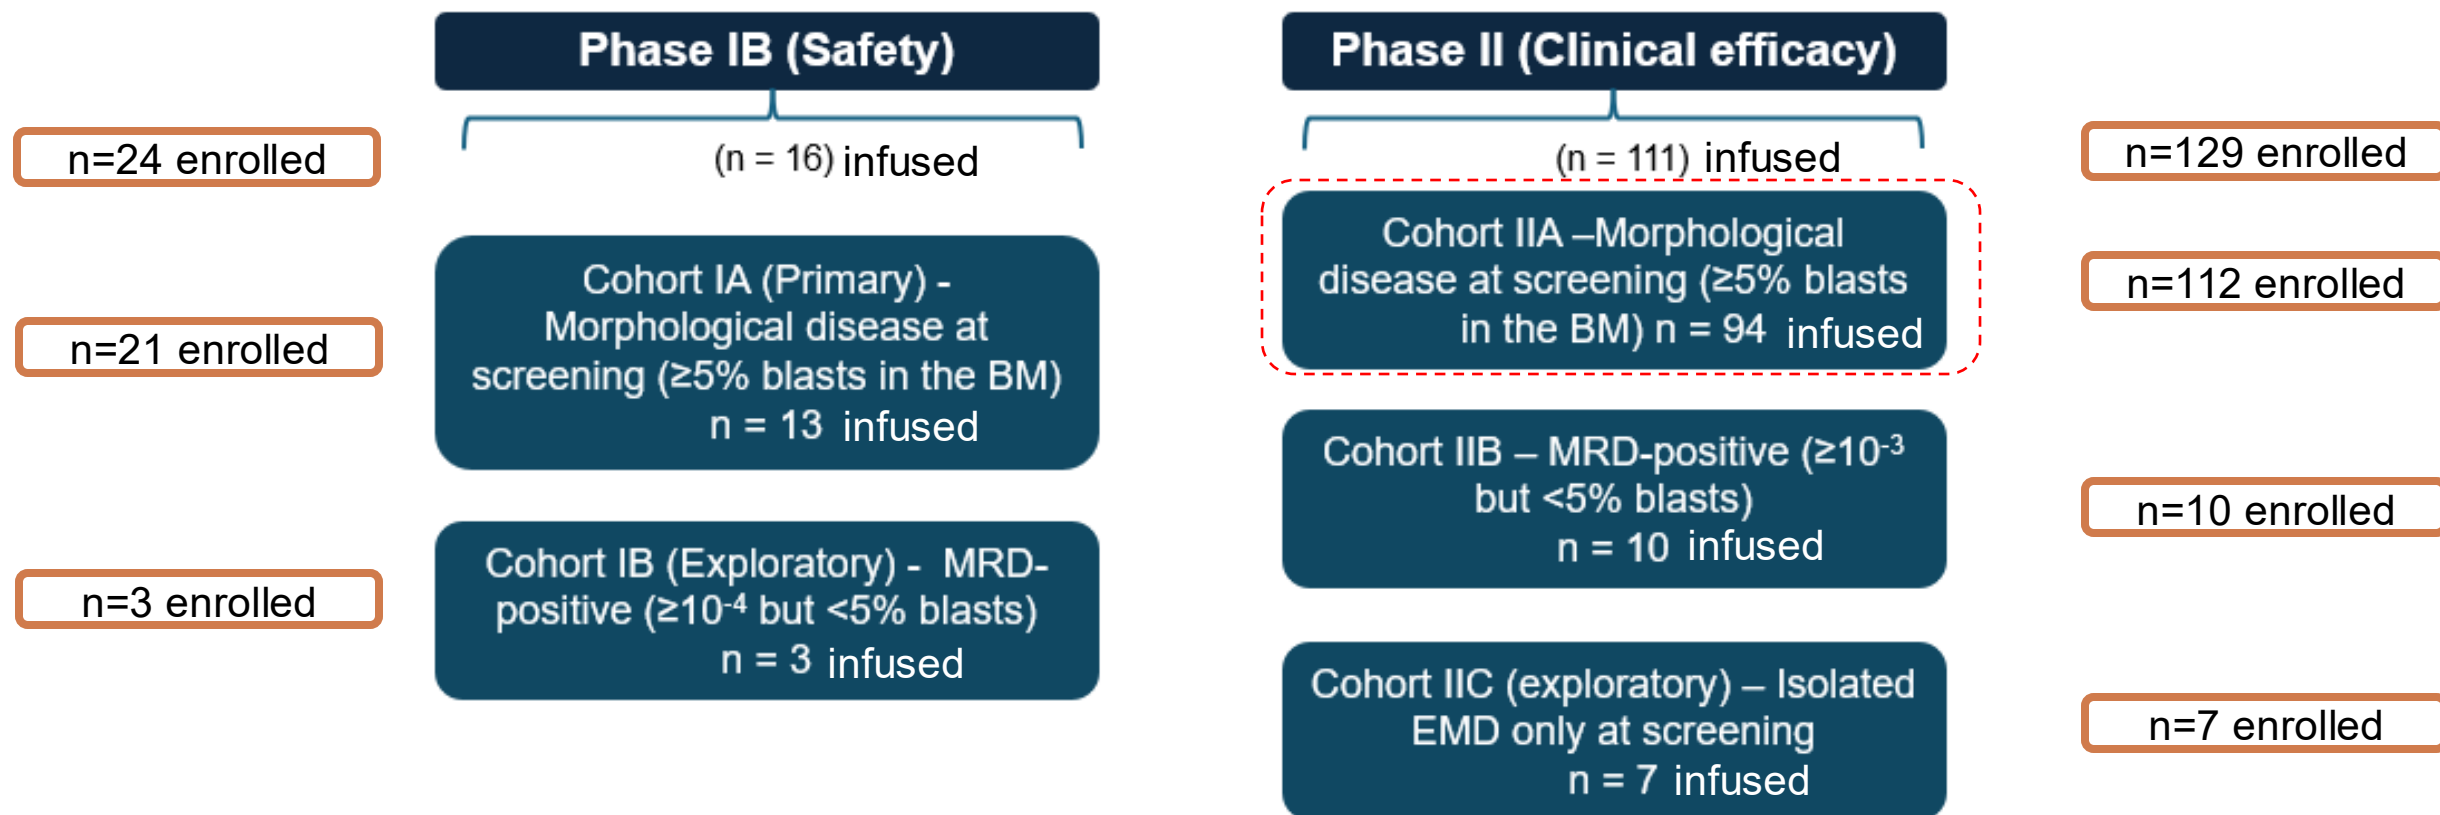 Phase IB (Safety)
(n = 16) infused
n=24 enrolled
Cohort IA (Primary) -
Morphological disease at
screening (≥5% blasts in the BM)
n = 13 infused
n=21 enrolled
Cohort IB (Exploratory) - MRD-
positive (≥10⁻⁴ but <5% blasts)
n = 3 infused
n=3 enrolled
Phase II (Clinical efficacy)
(n = 111) infused
n=129 enrolled
Cohort IIA –Morphological
disease at screening (≥5% blasts
in the BM) n = 94 infused
n=112 enrolled
Cohort IIB – MRD-positive (≥10⁻³
but <5% blasts)
n = 10 infused
n=10 enrolled
Cohort IIC (exploratory) – Isolated
EMD only at screening
n = 7 infused
n=7 enrolled